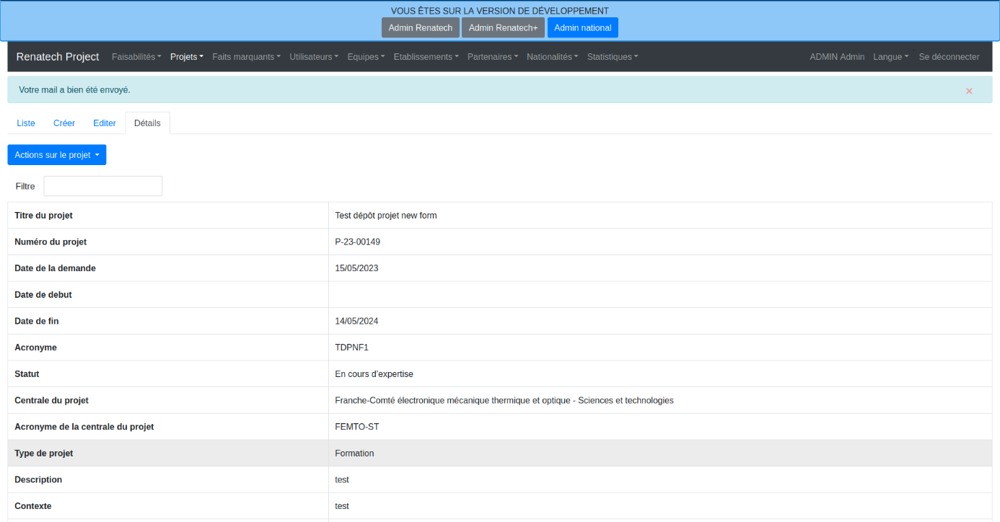 VOUS ÊTES SUR LA VERSION DE DÉVELOPPEMENT
Admin Renatech Admin Renatech+ Admin national
Renatech Project Faisabilités Projets Faits marquants Utilisateurs Equipes Etablissements Partenaires Nationalités Statistiques ADMIN Admin Langue Se déconnecter
Votre mail a bien été envoyé. ×
Liste Créer Editer Détails
Actions sur le projet
Filtre
Titre du projet Test dépôt projet new form
Numéro du projet P-23-00149
Date de la demande 15/05/2023
Date de debut
Date de fin 14/05/2024
Acronyme TDPNF1
Statut En cours d'expertise
Centrale du projet Franche-Comté électronique mécanique thermique et optique - Sciences et technologies
Acronyme de la centrale du projet FEMTO-ST
Type de projet Formation
Description test
Contexte test